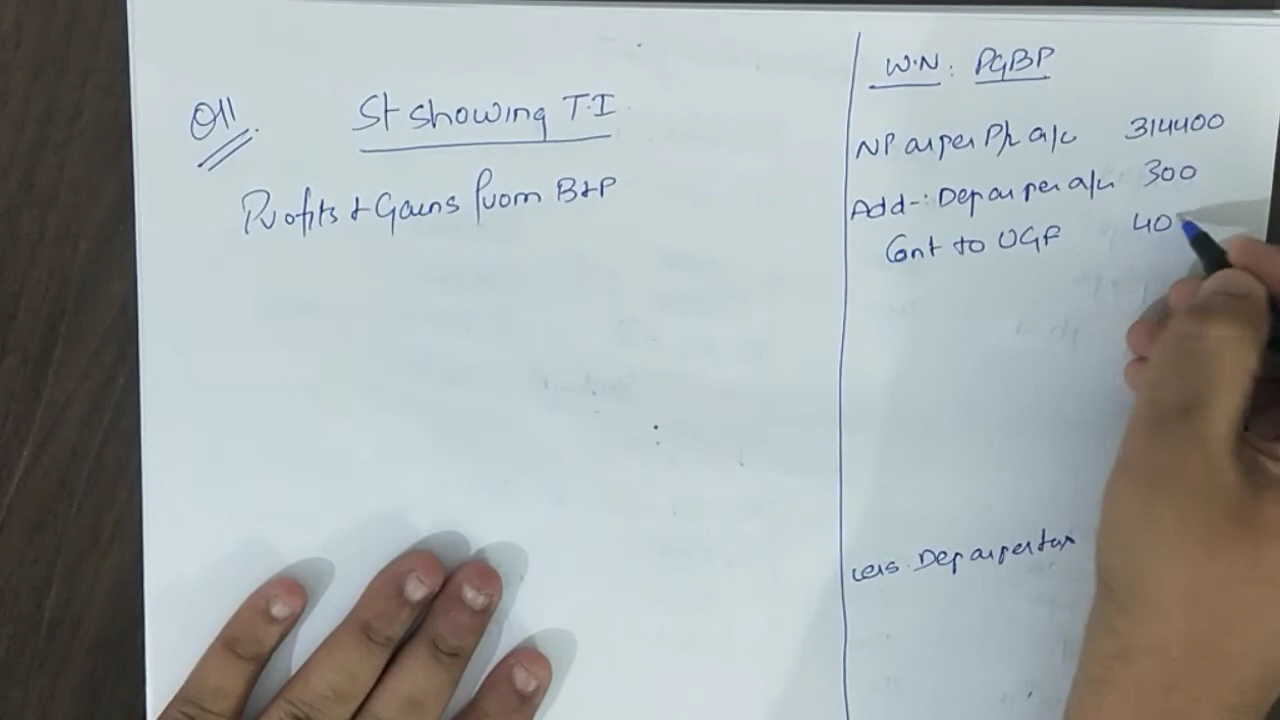 Q11 St showing T.I
Profits & Gains from B&P
W.N : PGBP
NP as per P/L a/c 314400
Add-: Dep as per a/c 300
Cont to UGF 40
Less. Dep as per tax